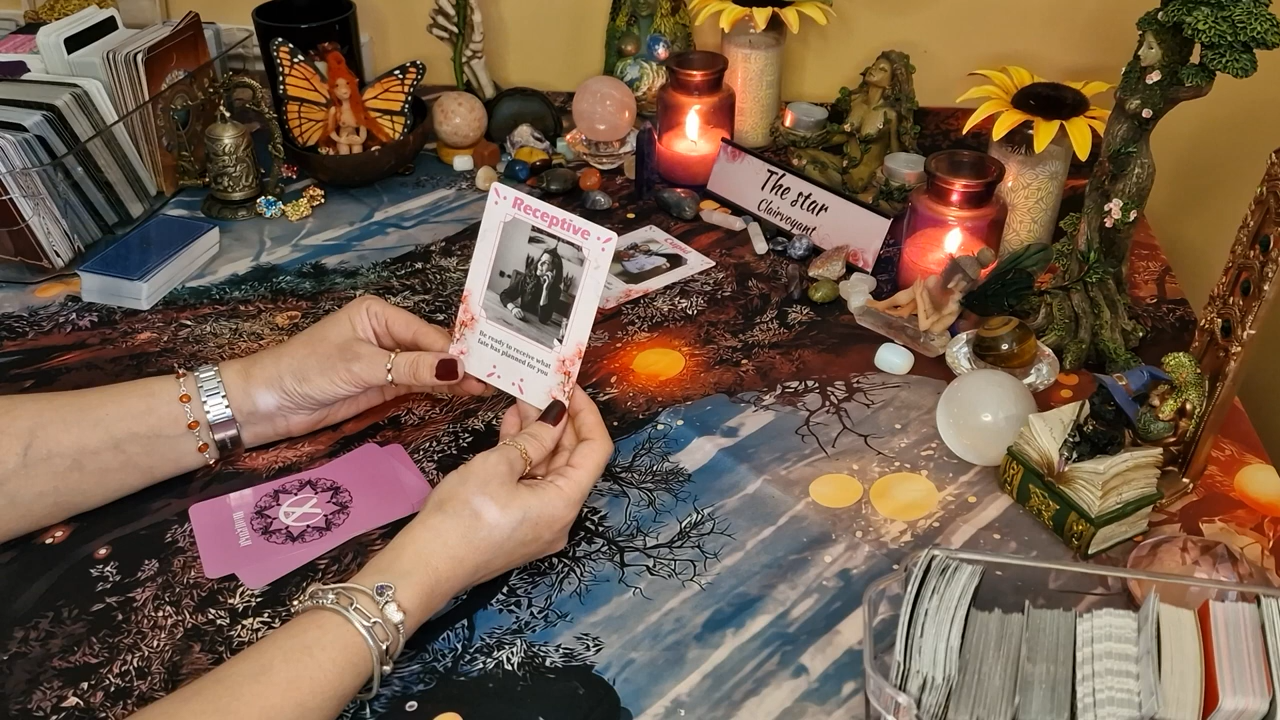 The star
Clairvoyant
Receptive
Be ready to receive what
fate has planned for you
Cupid